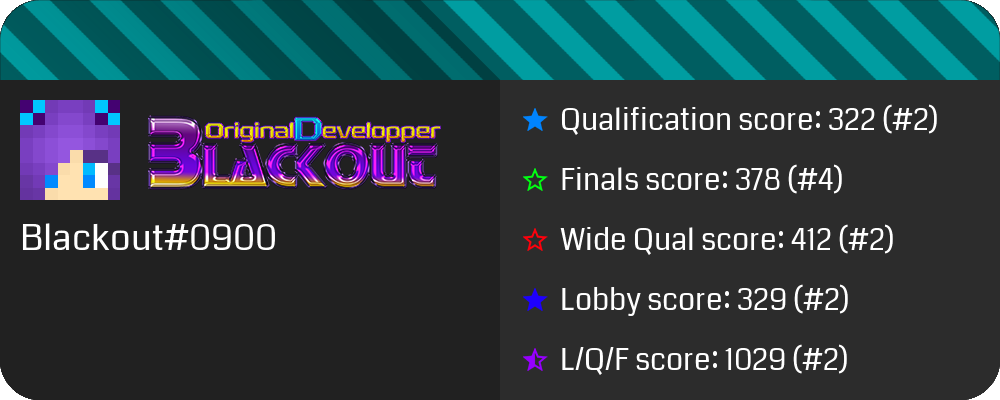 OriginalDevelopper
BLACKOUT
Blackout#0900
Qualification score: 322 (#2)
Finals score: 378 (#4)
Wide Qual score: 412 (#2)
Lobby score: 329 (#2)
L/Q/F score: 1029 (#2)